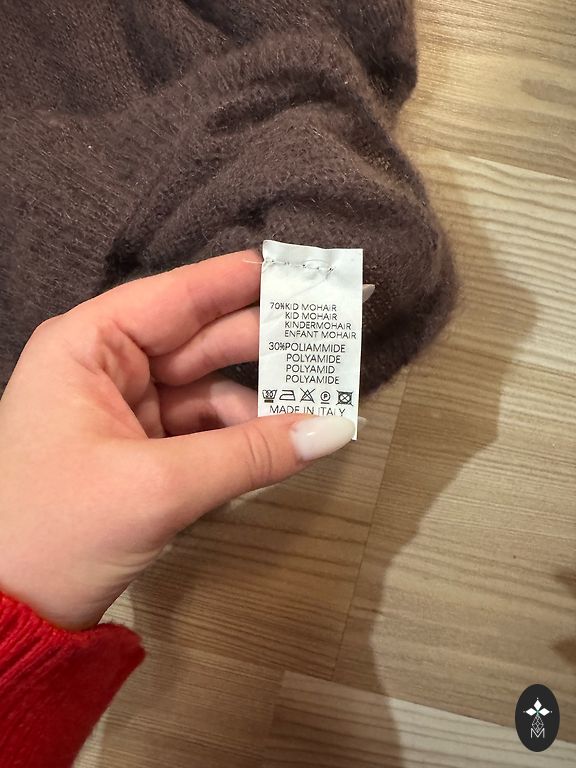 70%KID MOHAIR
KID MOHAIR
KINDERMOHAIR
ENFANT MOHAIR
30%POLIAMMIDE
POLYAMIDE
POLYAMID
POLYAMIDE
P
MADE IN ITALY
M